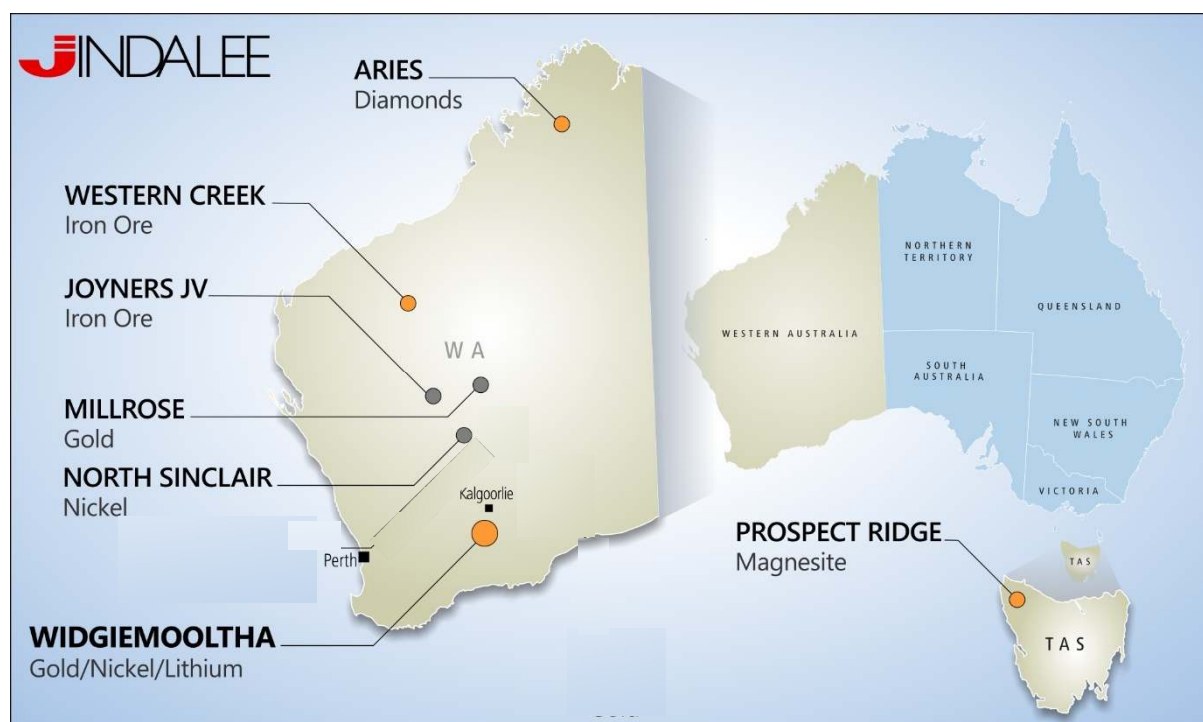 JINDALEE
ARIES
Diamonds
WESTERN CREEK
Iron Ore
JOYNERS JV
Iron Ore
MILLROSE
Gold
NORTH SINCLAIR
Nickel
WIDGIEMOOLTHA
Gold/Nickel/Lithium
W A
Kalgoorlie
Perth
NORTHERN
TERRITORY
QUEENSLAND
WESTERN AUSTRALIA
SOUTH
AUSTRALIA
NEW SOUTH
WALES
VICTORIA
PROSPECT RIDGE
Magnesite
TAS
TAS